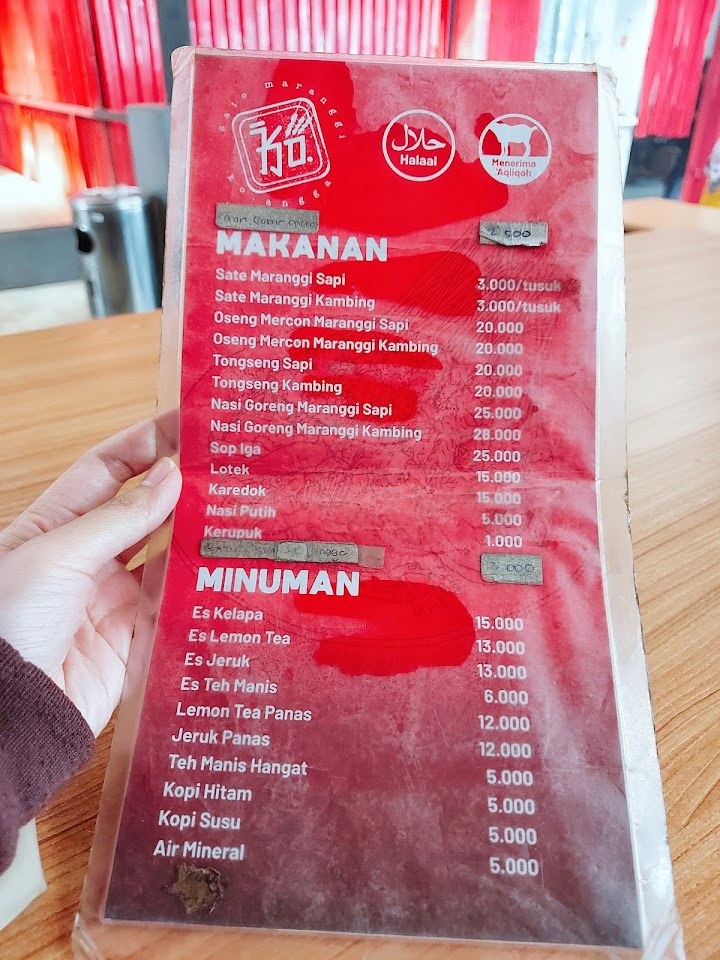 sate maranggi
حلال
Halaal
Menerima
'Aqiqoh
MAKANAN
Sate Maranggi Sapi 3.000/tusuk
Sate Maranggi Kambing 3.000/tusuk
Oseng Mercon Maranggi Sapi 20.000
Oseng Mercon Maranggi Kambing 20.000
Tongseng Sapi 20.000
Tongseng Kambing 20.000
Nasi Goreng Maranggi Sapi 25.000
Nasi Goreng Maranggi Kambing 28.000
Sop Iga 25.000
Lotek 15.000
Karedok 15.000
Nasi Putih 5.000
Kerupuk 1.000
MINUMAN
Es Kelapa 15.000
Es Lemon Tea 13.000
Es Jeruk 13.000
Es Teh Manis 6.000
Lemon Tea Panas 12.000
Jeruk Panas 12.000
Teh Manis Hangat 5.000
Kopi Hitam 5.000
Kopi Susu 5.000
Air Mineral 5.000